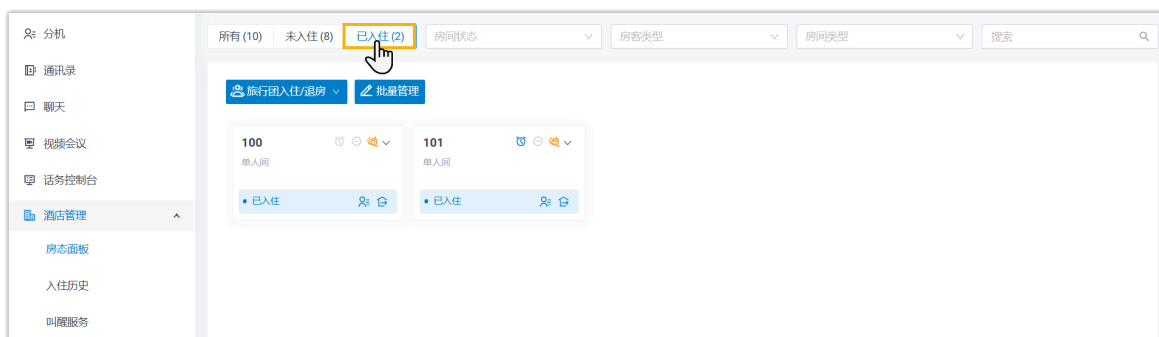 分机
通讯录
聊天
视频会议
话务控制台
酒店管理
房态面板
入住历史
叫醒服务
所有 (10) 未入住 (8) 已入住 (2) 房间状态 房客类型 房间类型 搜索
旅行团入住/退房 批量管理
100 101
单人间 单人间
已入住 已入住